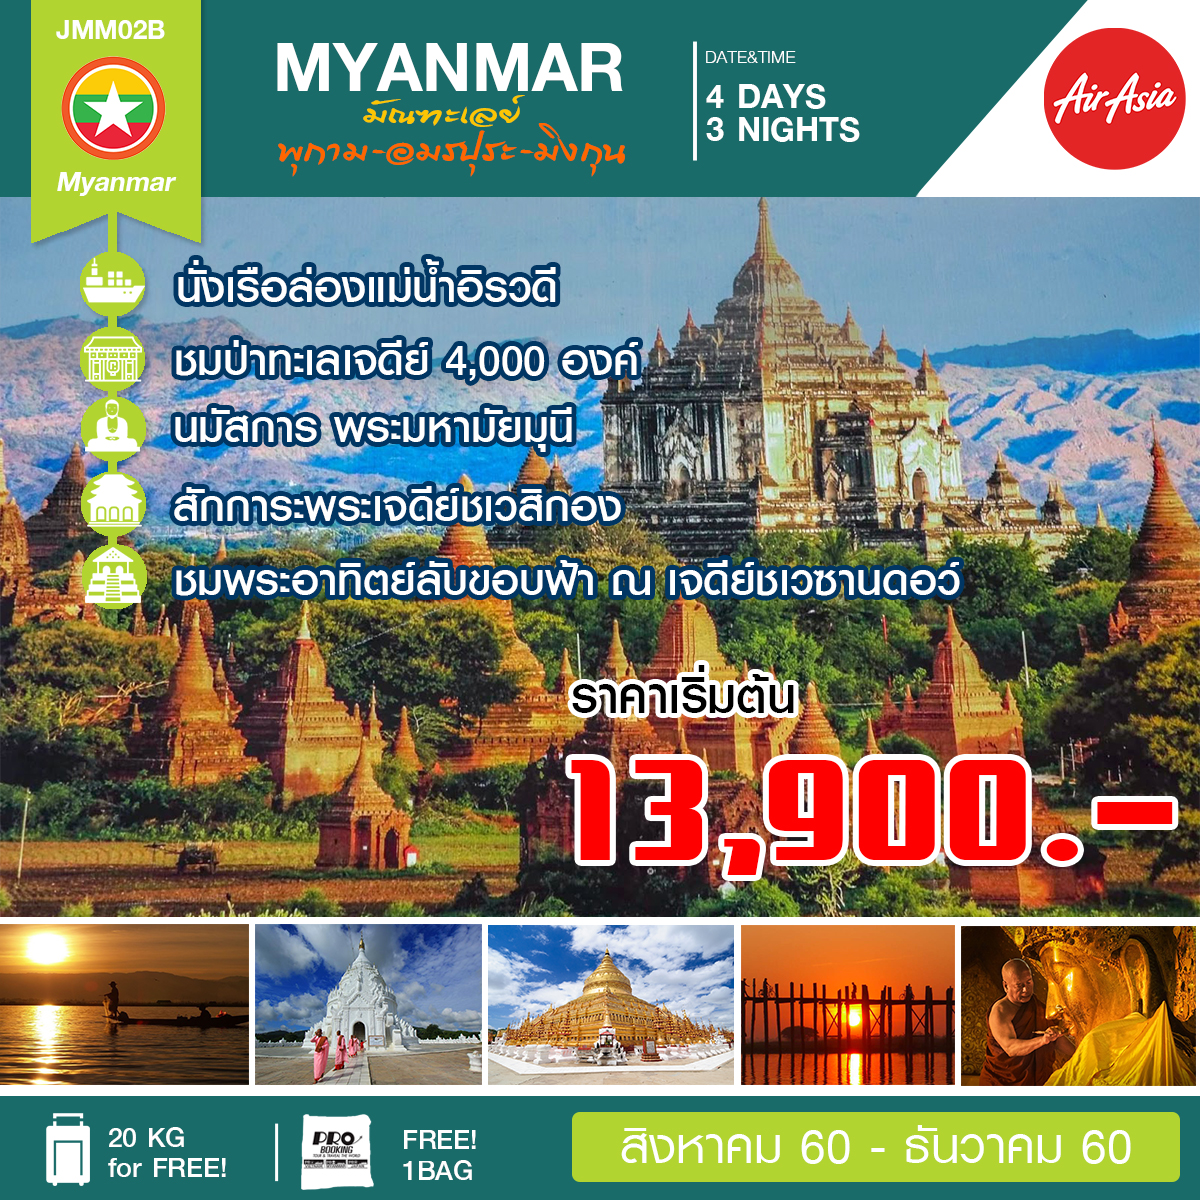 JMM02B
Myanmar
MYANMAR
มัณฑะเลย์
พุกาม-อมรปุระ-มิงกุน
DATE&TIME
4 DAYS
3 NIGHTS
AirAsia
นั่งเรือล่องแม่น้ำอิรวดี
ชมป่าทะเลเจดีย์ 4,000 องค์
นมัสการ พระมหามัยมุนี
สักการะพระเจดีย์ชเวสิกอง
ชมพระอาทิตย์ลับขอบฟ้า ณ เจดีย์ชเวซานดอว์
ราคาเริ่มต้น
13,900.-
20 KG
for FREE!
PRO
BOOKING
TOUR & TRAVEL THE WORLD
FREE!
1BAG
สิงหาคม 60 - ธันวาคม 60